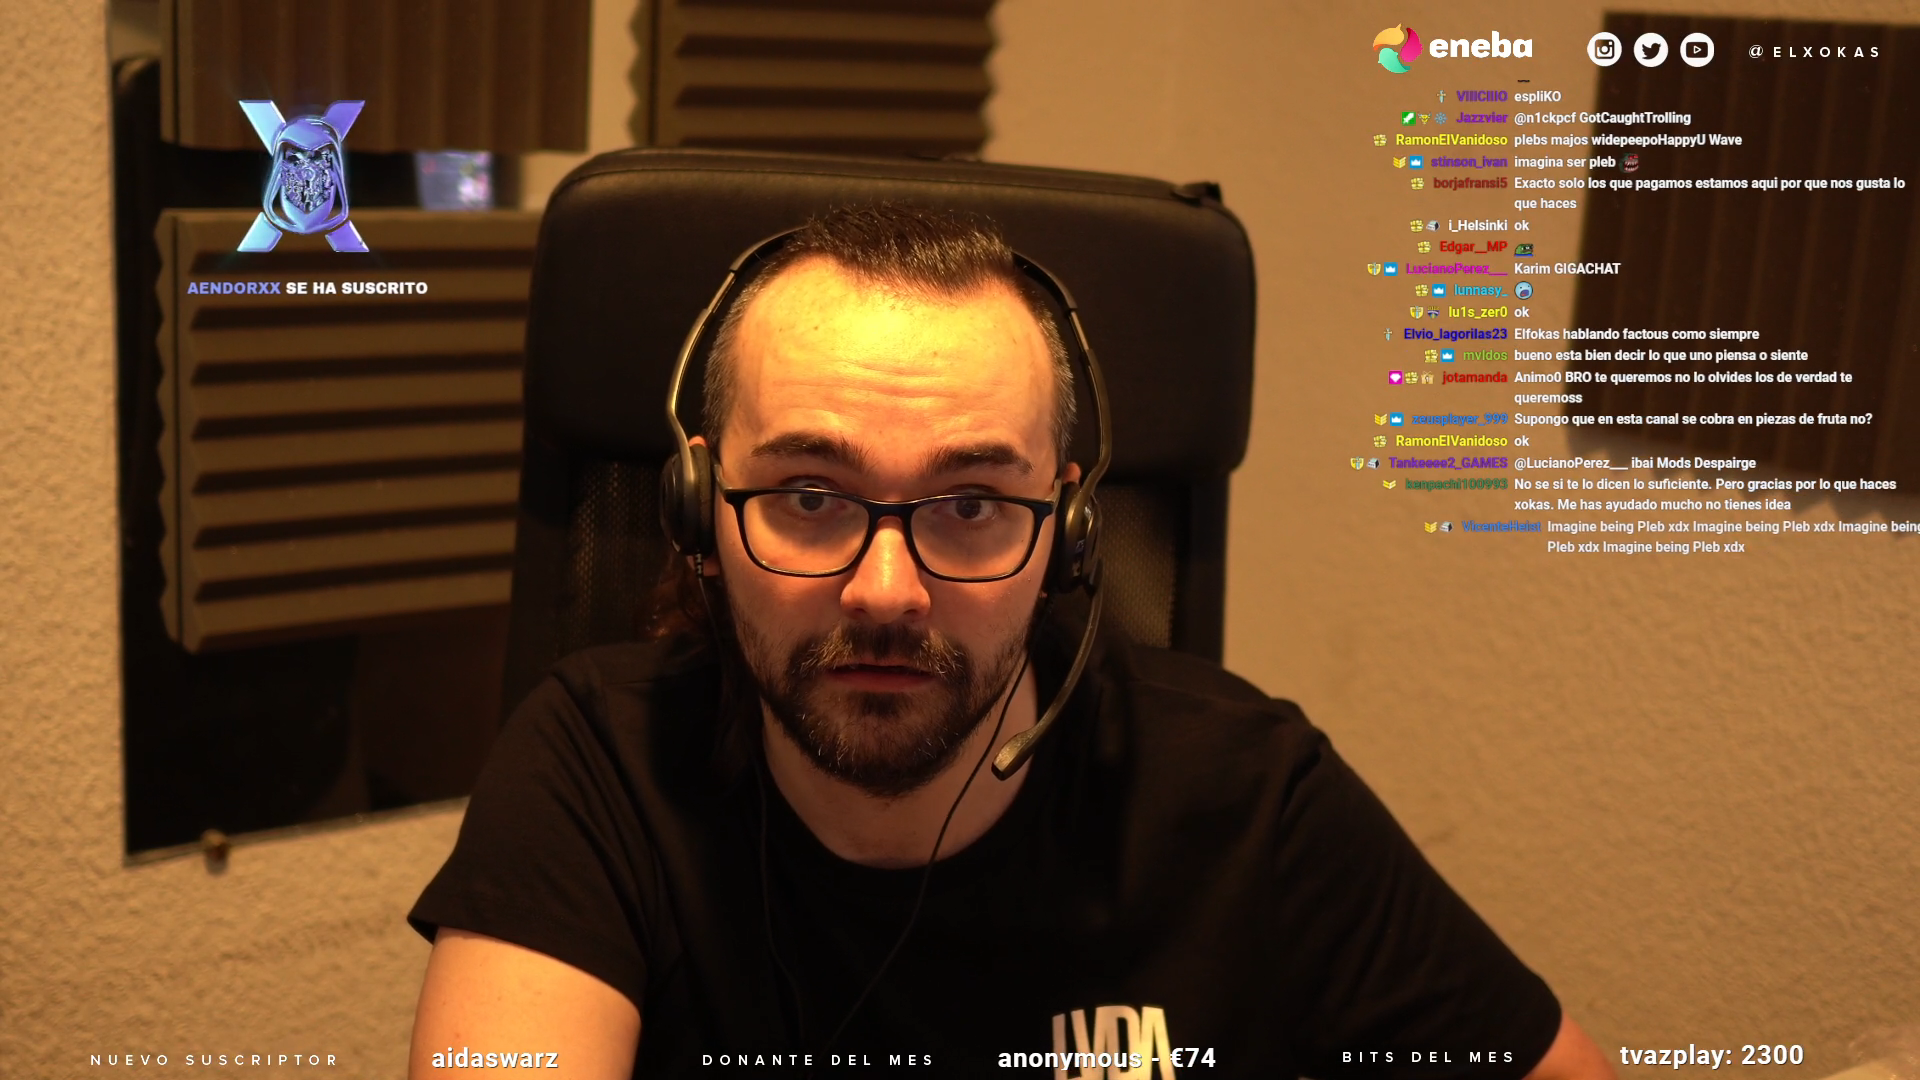 eneba
@ELXOKAS
VIIICIIIO espliKO
Jazzvier @n1ckpcf GotCaughtTrolling
RamonElVanidoso plebs majos widepeepoHappyU Wave
stinson_ivan imagina ser pleb
borjafransi5 Exacto solo los que pagamos estamos aqui por que nos gusta lo
que haces
i_Helsinki ok
Edgar__MP
LucianoPerez___ Karim GIGACHAT
lunnasy_
lu1s_zer0 ok
Elvio_lagorilas23 Elfokas hablando factous como siempre
mvldos bueno esta bien decir lo que uno piensa o siente
jotamanda Animo0 BRO te queremos no lo olvides los de verdad te
queremoss
zeusplayer_999 Supongo que en esta canal se cobra en piezas de fruta no?
RamonElVanidoso ok
Tankeeee2_GAMES @LucianoPerez___ ibai Mods Despairge
kenpachi100993 No se si te lo dicen lo suficiente. Pero gracias por lo que haces
xokas. Me has ayudado mucho no tienes idea
VicenteHeist Imagine being Pleb xdx Imagine being Pleb xdx Imagine being
Pleb xdx Imagine being Pleb xdx
AENDORXX SE HA SUSCRITO
NUEVO SUSCRIPTOR aidaswarz
DONANTE DEL MES anonymous - €74
BITS DEL MES tvazplay: 2300